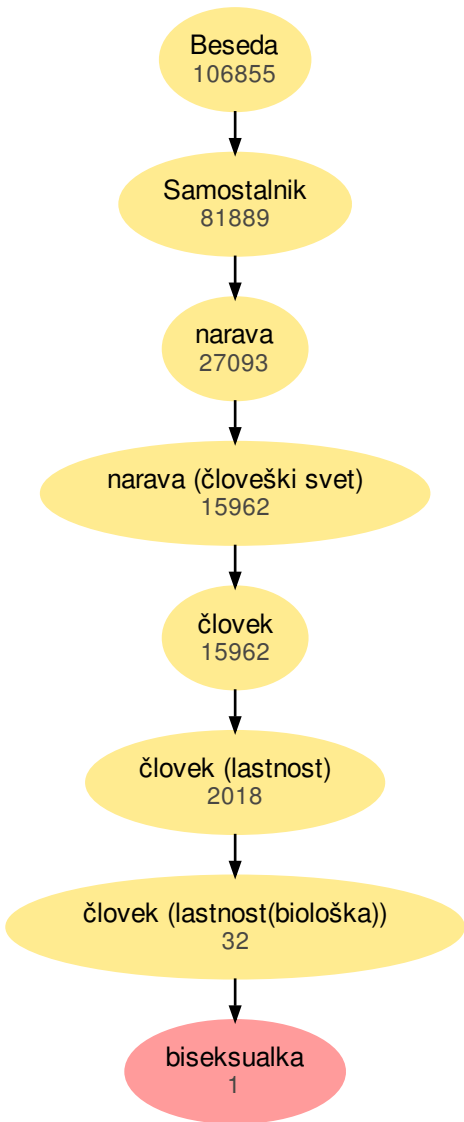 Beseda
106855
Samostalnik
81889
narava
27093
narava (človeški svet)
15962
človek
15962
človek (lastnost)
2018
človek (lastnost(biološka))
32
biseksualka
1